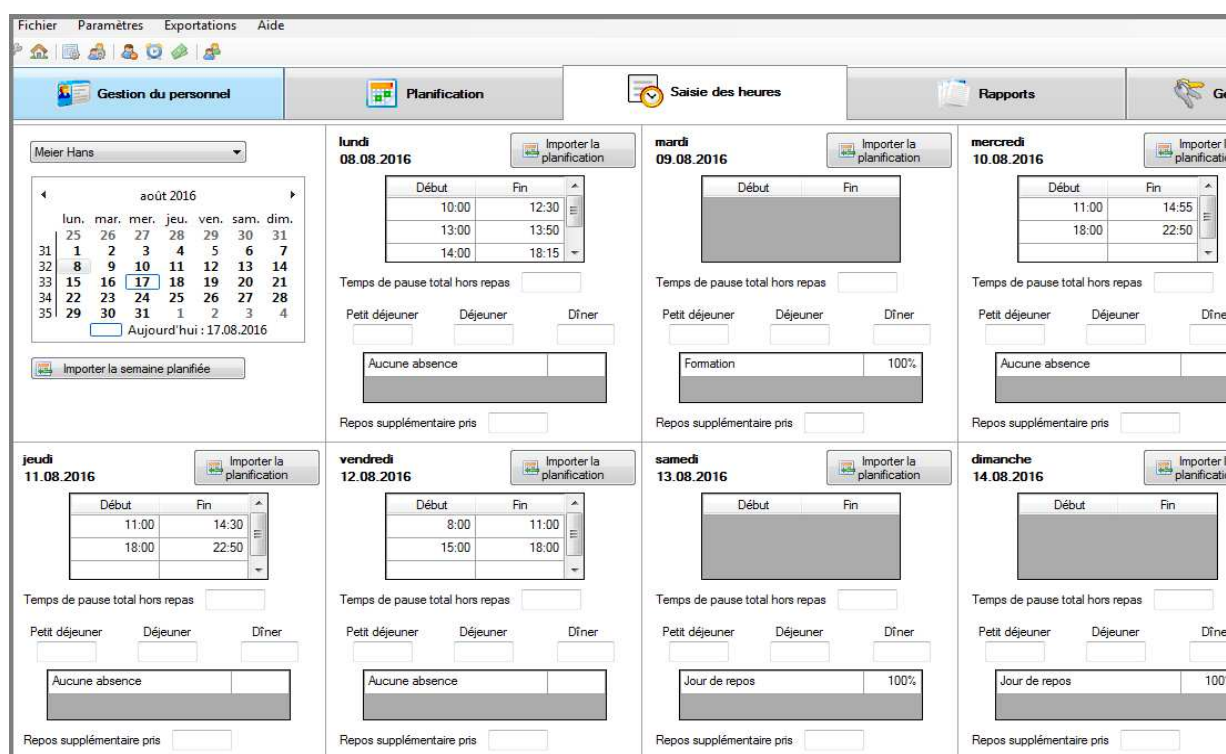 Fichier Paramètres Exportations Aide
Gestion du personnel Planification Saisie des heures Rapports
Meier Hans
août 2016
lun. mar. mer. jeu. ven. sam. dim.
25 26 27 28 29 30 31
31 1 2 3 4 5 6 7
32 8 9 10 11 12 13 14
33 15 16 17 18 19 20 21
34 22 23 24 25 26 27 28
35 29 30 31 1 2 3 4
Aujourd'hui : 17.08.2016
Importer la semaine planifiée
lundi
08.08.2016
Importer la
planification
Début Fin
10:00 12:30
13:00 13:50
14:00 18:15
Temps de pause total hors repas
Petit déjeuner Déjeuner Dîner
Aucune absence
Repos supplémentaire pris
mardi
09.08.2016
Importer la
planification
Début Fin
Temps de pause total hors repas
Petit déjeuner Déjeuner Dîner
Formation 100%
Repos supplémentaire pris
mercredi
10.08.2016
Importer
Début Fin
11:00 14:55
18:00 22:50
Temps de pause total hors repas
Petit déjeuner Déjeuner
Aucune absence
Repos supplémentaire pris
jeudi
11.08.2016
Importer la
planification
Début Fin
11:00 14:30
18:00 22:50
Temps de pause total hors repas
Petit déjeuner Déjeuner Dîner
Aucune absence
Repos supplémentaire pris
vendredi
12.08.2016
Importer la
planification
Début Fin
8:00 11:00
15:00 18:00
Temps de pause total hors repas
Petit déjeuner Déjeuner Dîner
Aucune absence
Repos supplémentaire pris
samedi
13.08.2016
Importer la
planification
Début Fin
Temps de pause total hors repas
Petit déjeuner Déjeuner Dîner
Jour de repos 100%
Repos supplémentaire pris
dimanche
14.08.2016
Importer
Début Fin
Temps de pause total hors repas
Petit déjeuner Déjeuner
Jour de repos 100
Repos supplémentaire pris